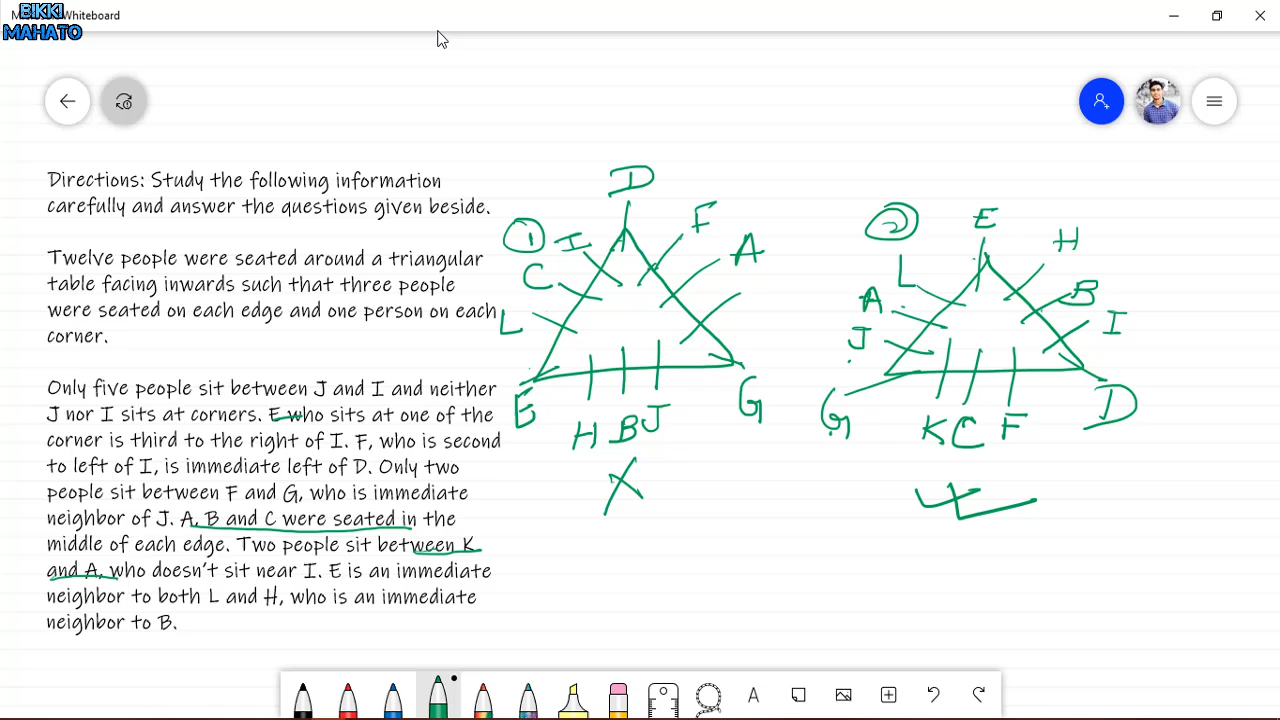 BIKKI
Whiteboard
MAHATO
Directions: Study the following information
carefully and answer the questions given beside.
Twelve people were seated around a triangular
table facing inwards such that three people
were seated on each edge and one person on each
corner.
Only five people sit between J and I and neither
J nor I sits at corners. E who sits at one of the
corner is third to the right of I. F, who is second
to left of I, is immediate left of D. Only two
people sit between F and G, who is immediate
neighbor of J. A, B and C were seated in the
middle of each edge. Two people sit between K
and A, who doesn't sit near I. E is an immediate
neighbor to both L and H, who is an immediate
neighbor to B.
1
D
I
F
C
A
L
E
G
H B J
2
E
L
H
A
B
J
I
G
D
K C F
A